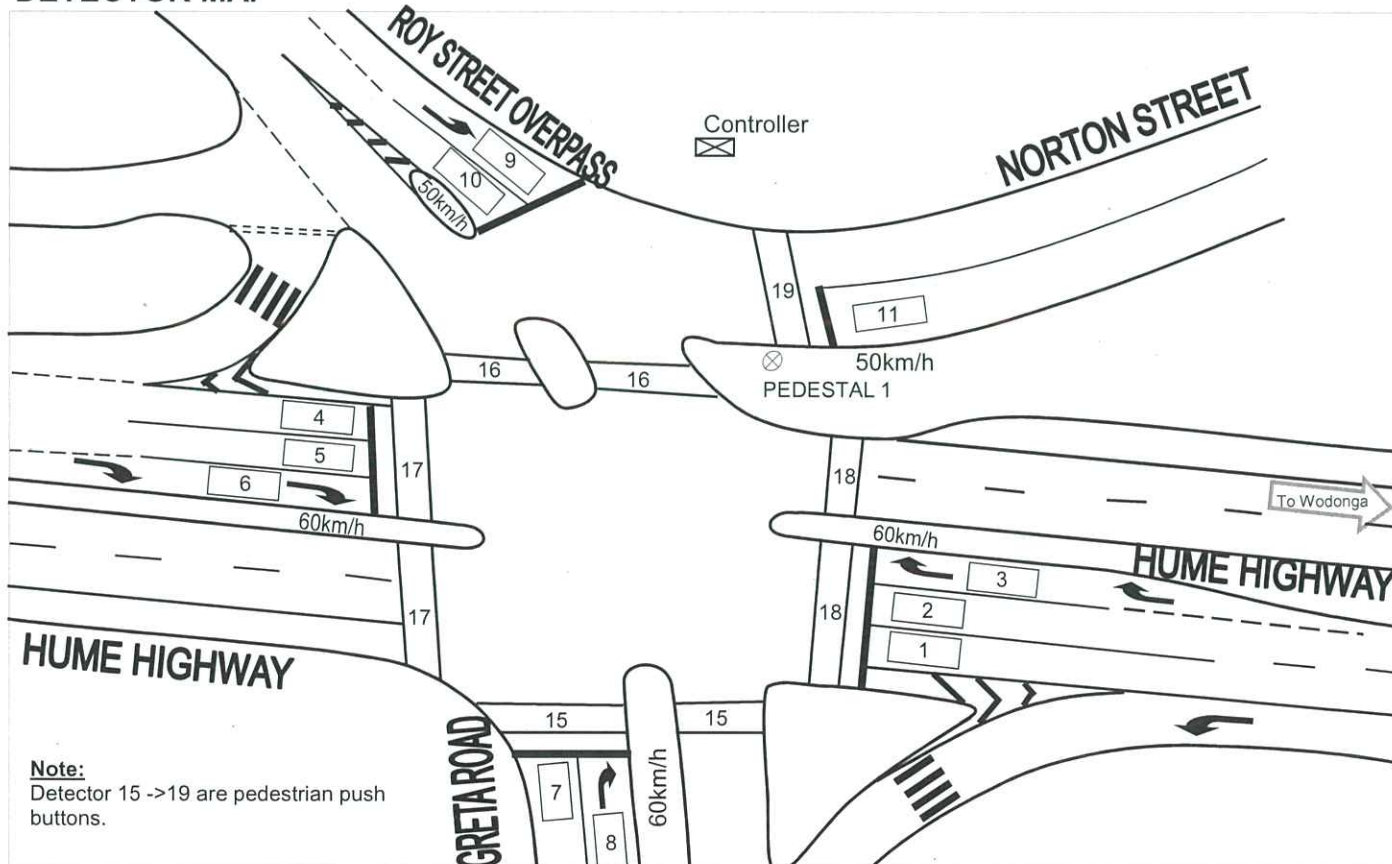 ROY STREET OVERPASS
Controller
NORTON STREET
9
10
50km/h
19
11
50km/h
PEDESTAL 1
16
16
4
5
6
17
18
To Wodonga
60km/h
60km/h
HUME HIGHWAY
3
2
1
17
18
HUME HIGHWAY
15
15
GRETA ROAD
7
8
60km/h
Note:
Detector 15 ->19 are pedestrian push
buttons.